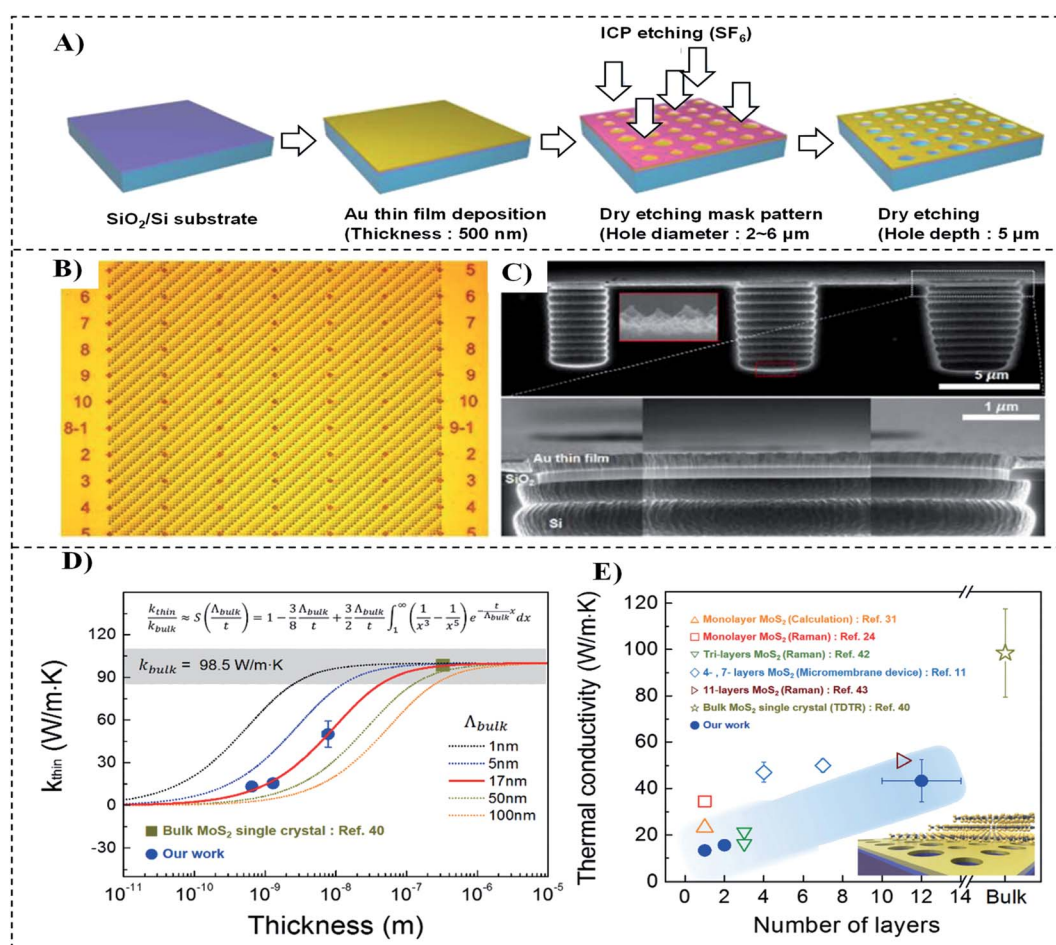 A)
ICP etching (SF₆)
SiO₂/Si substrate
Au thin film deposition
(Thickness : 500 nm)
Dry etching mask pattern
(Hole diameter : 2~6 μm)
Dry etching
(Hole depth : 5 μm
B)
5
6
6
7
7
8
8
9
9
10
10
8-1
9-1
2
2
3
3
4
4
5
5
C)
5 μm
1 μm
Au thin film
SiO₂
Si
D)
k_thin/k_bulk ≈ S(Λ_bulk/t) = 1 − 3/8 Λ_bulk/t + 3/2 Λ_bulk/t ∫₁^∞ (1/x³ − 1/x⁵) e^(−t/Λ_bulk x) dx
k_bulk = 98.5 W/m·K
Λ_bulk
1nm
5nm
17nm
50nm
100nm
Bulk MoS₂ single crystal : Ref. 40
Our work
k_thin (W/m·K)
120
90
60
30
0
-30
10⁻¹¹ 10⁻¹⁰ 10⁻⁹ 10⁻⁸ 10⁻⁷ 10⁻⁶ 10⁻⁵
Thickness (m)
E)
Monolayer MoS₂ (Calculation) : Ref. 31
Monolayer MoS₂ (Raman) : Ref. 24
Tri-layers MoS₂ (Raman) : Ref. 42
4- , 7- layers MoS₂ (Micromembrane device) : Ref. 11
11-layers MoS₂ (Raman) : Ref. 43
Bulk MoS₂ single crystal (TDTR) : Ref. 40
Our work
Thermal conductivity (W/m·K)
120
100
80
60
40
20
0
0 2 4 6 8 10 12 14 Bulk
Number of layers